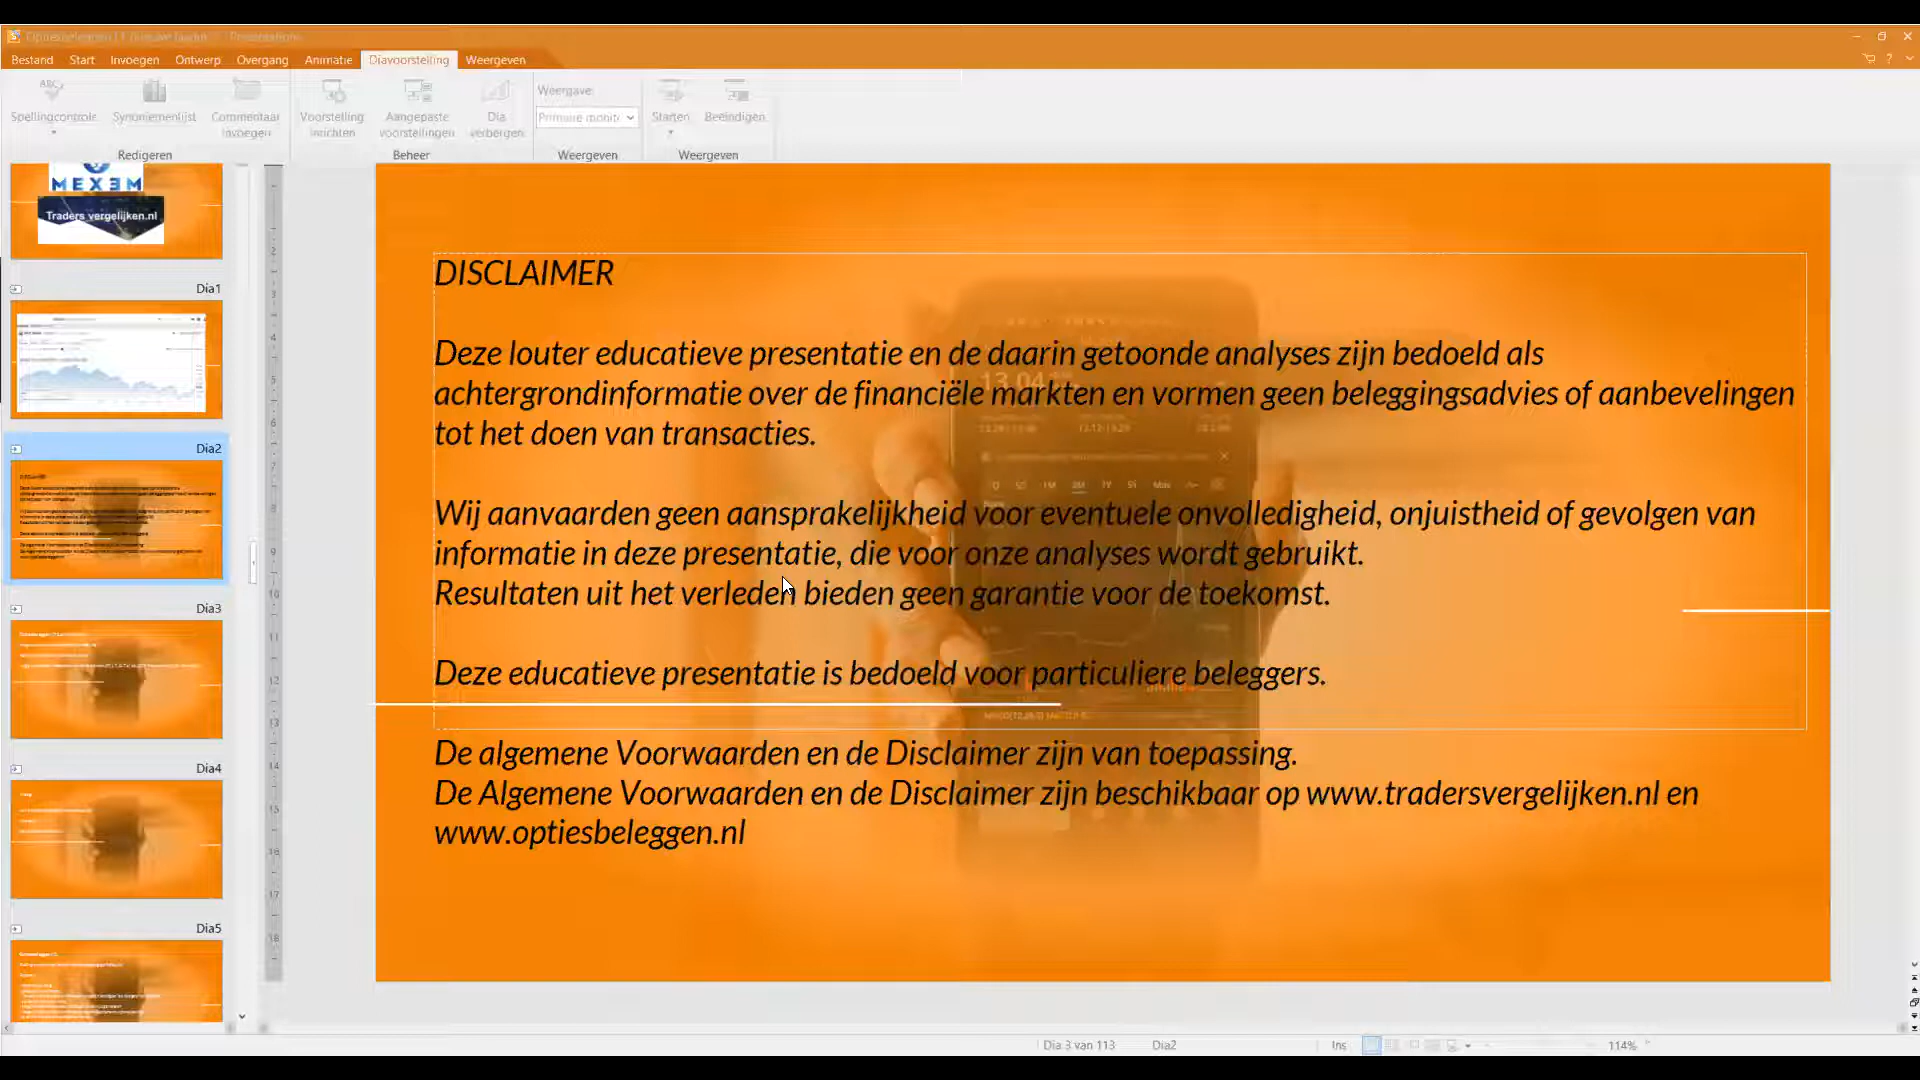 Bestand Start Invoegen Ontwerp Overgang Animatie Diavoorstelling Weergeven
Spellingcontrole Synoniemenlijst Commentaar invoegen Voorstelling inrichten Aangepaste voorstellingen Dia verbergen Weergave: Primaire monit Starten Beëindigen
Redigeren Beheer Weergeven Weergeven
MEXEM
Traders vergelijken.nl
Dia1
Dia2
Dia3
Dia4
Dia5
DISCLAIMER
Deze louter educatieve presentatie en de daarin getoonde analyses zijn bedoeld als
achtergrondinformatie over de financiële markten en vormen geen beleggingsadvies of aanbevelingen
tot het doen van transacties.
Wij aanvaarden geen aansprakelijkheid voor eventuele onvolledigheid, onjuistheid of gevolgen van
informatie in deze presentatie, die voor onze analyses wordt gebruikt.
Resultaten uit het verleden bieden geen garantie voor de toekomst.
Deze educatieve presentatie is bedoeld voor particuliere beleggers.
De algemene Voorwaarden en de Disclaimer zijn van toepassing.
De Algemene Voorwaarden en de Disclaimer zijn beschikbaar op www.tradersvergelijken.nl en
www.optiesbeleggen.nl
Dia 3 van 113 Dia2 Ins 114%